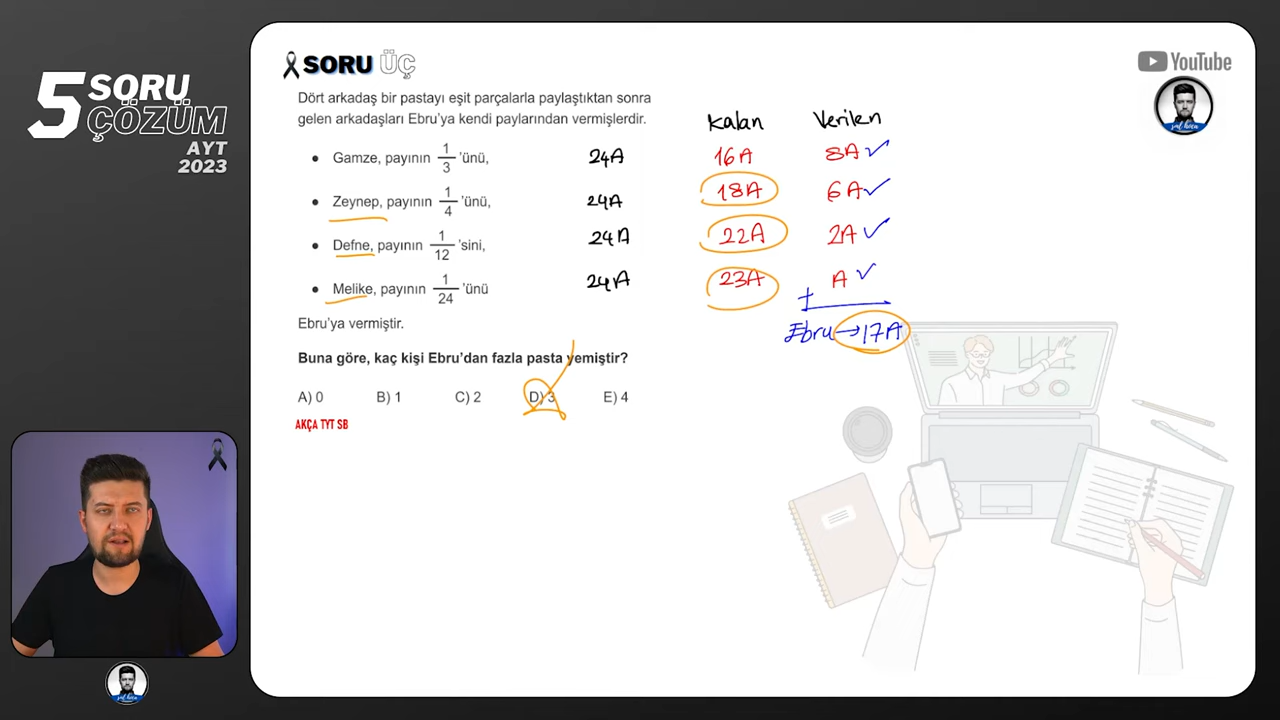 5 SORU
ÇÖZÜM
AYT
2023
SORU ÜÇ
YouTube
şnl hoca
Dört arkadaş bir pastayı eşit parçalarla paylaştıktan sonra
gelen arkadaşları Ebru'ya kendi paylarından vermişlerdir.
Kalan Verilen
• Gamze, payının 1/3 'ünü, 24A 16A 8A ✓
• Zeynep, payının 1/4 'ünü, 24A 18A 6A ✓
• Defne, payının 1/12 'sini, 24A 22A 2A ✓
• Melike, payının 1/24 'ünü 24A 23A A ✓
+
Ebru'ya vermiştir.
Ebru → 17A
Buna göre, kaç kişi Ebru'dan fazla pasta yemiştir?
A) 0 B) 1 C) 2 D) 3 E) 4
AKÇA TYT SB